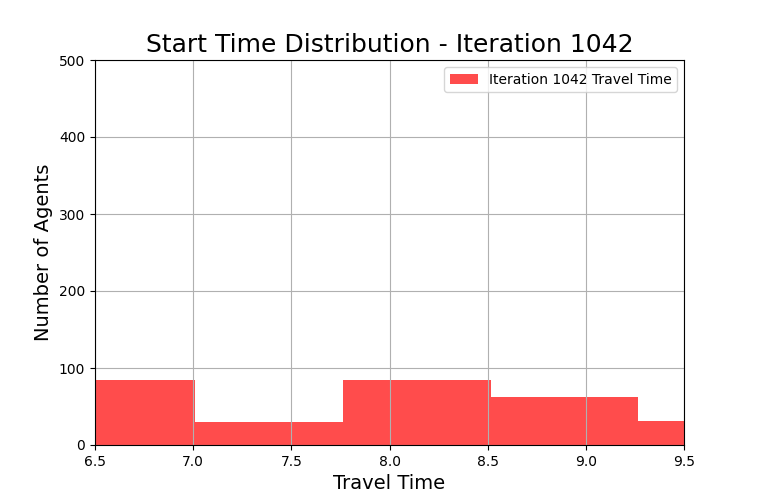 Start Time Distribution - Iteration 1042
500
Iteration 1042 Travel Time
400
300
200
100
0
Number of Agents
6.5 7.0 7.5 8.0 8.5 9.0 9.5
Travel Time